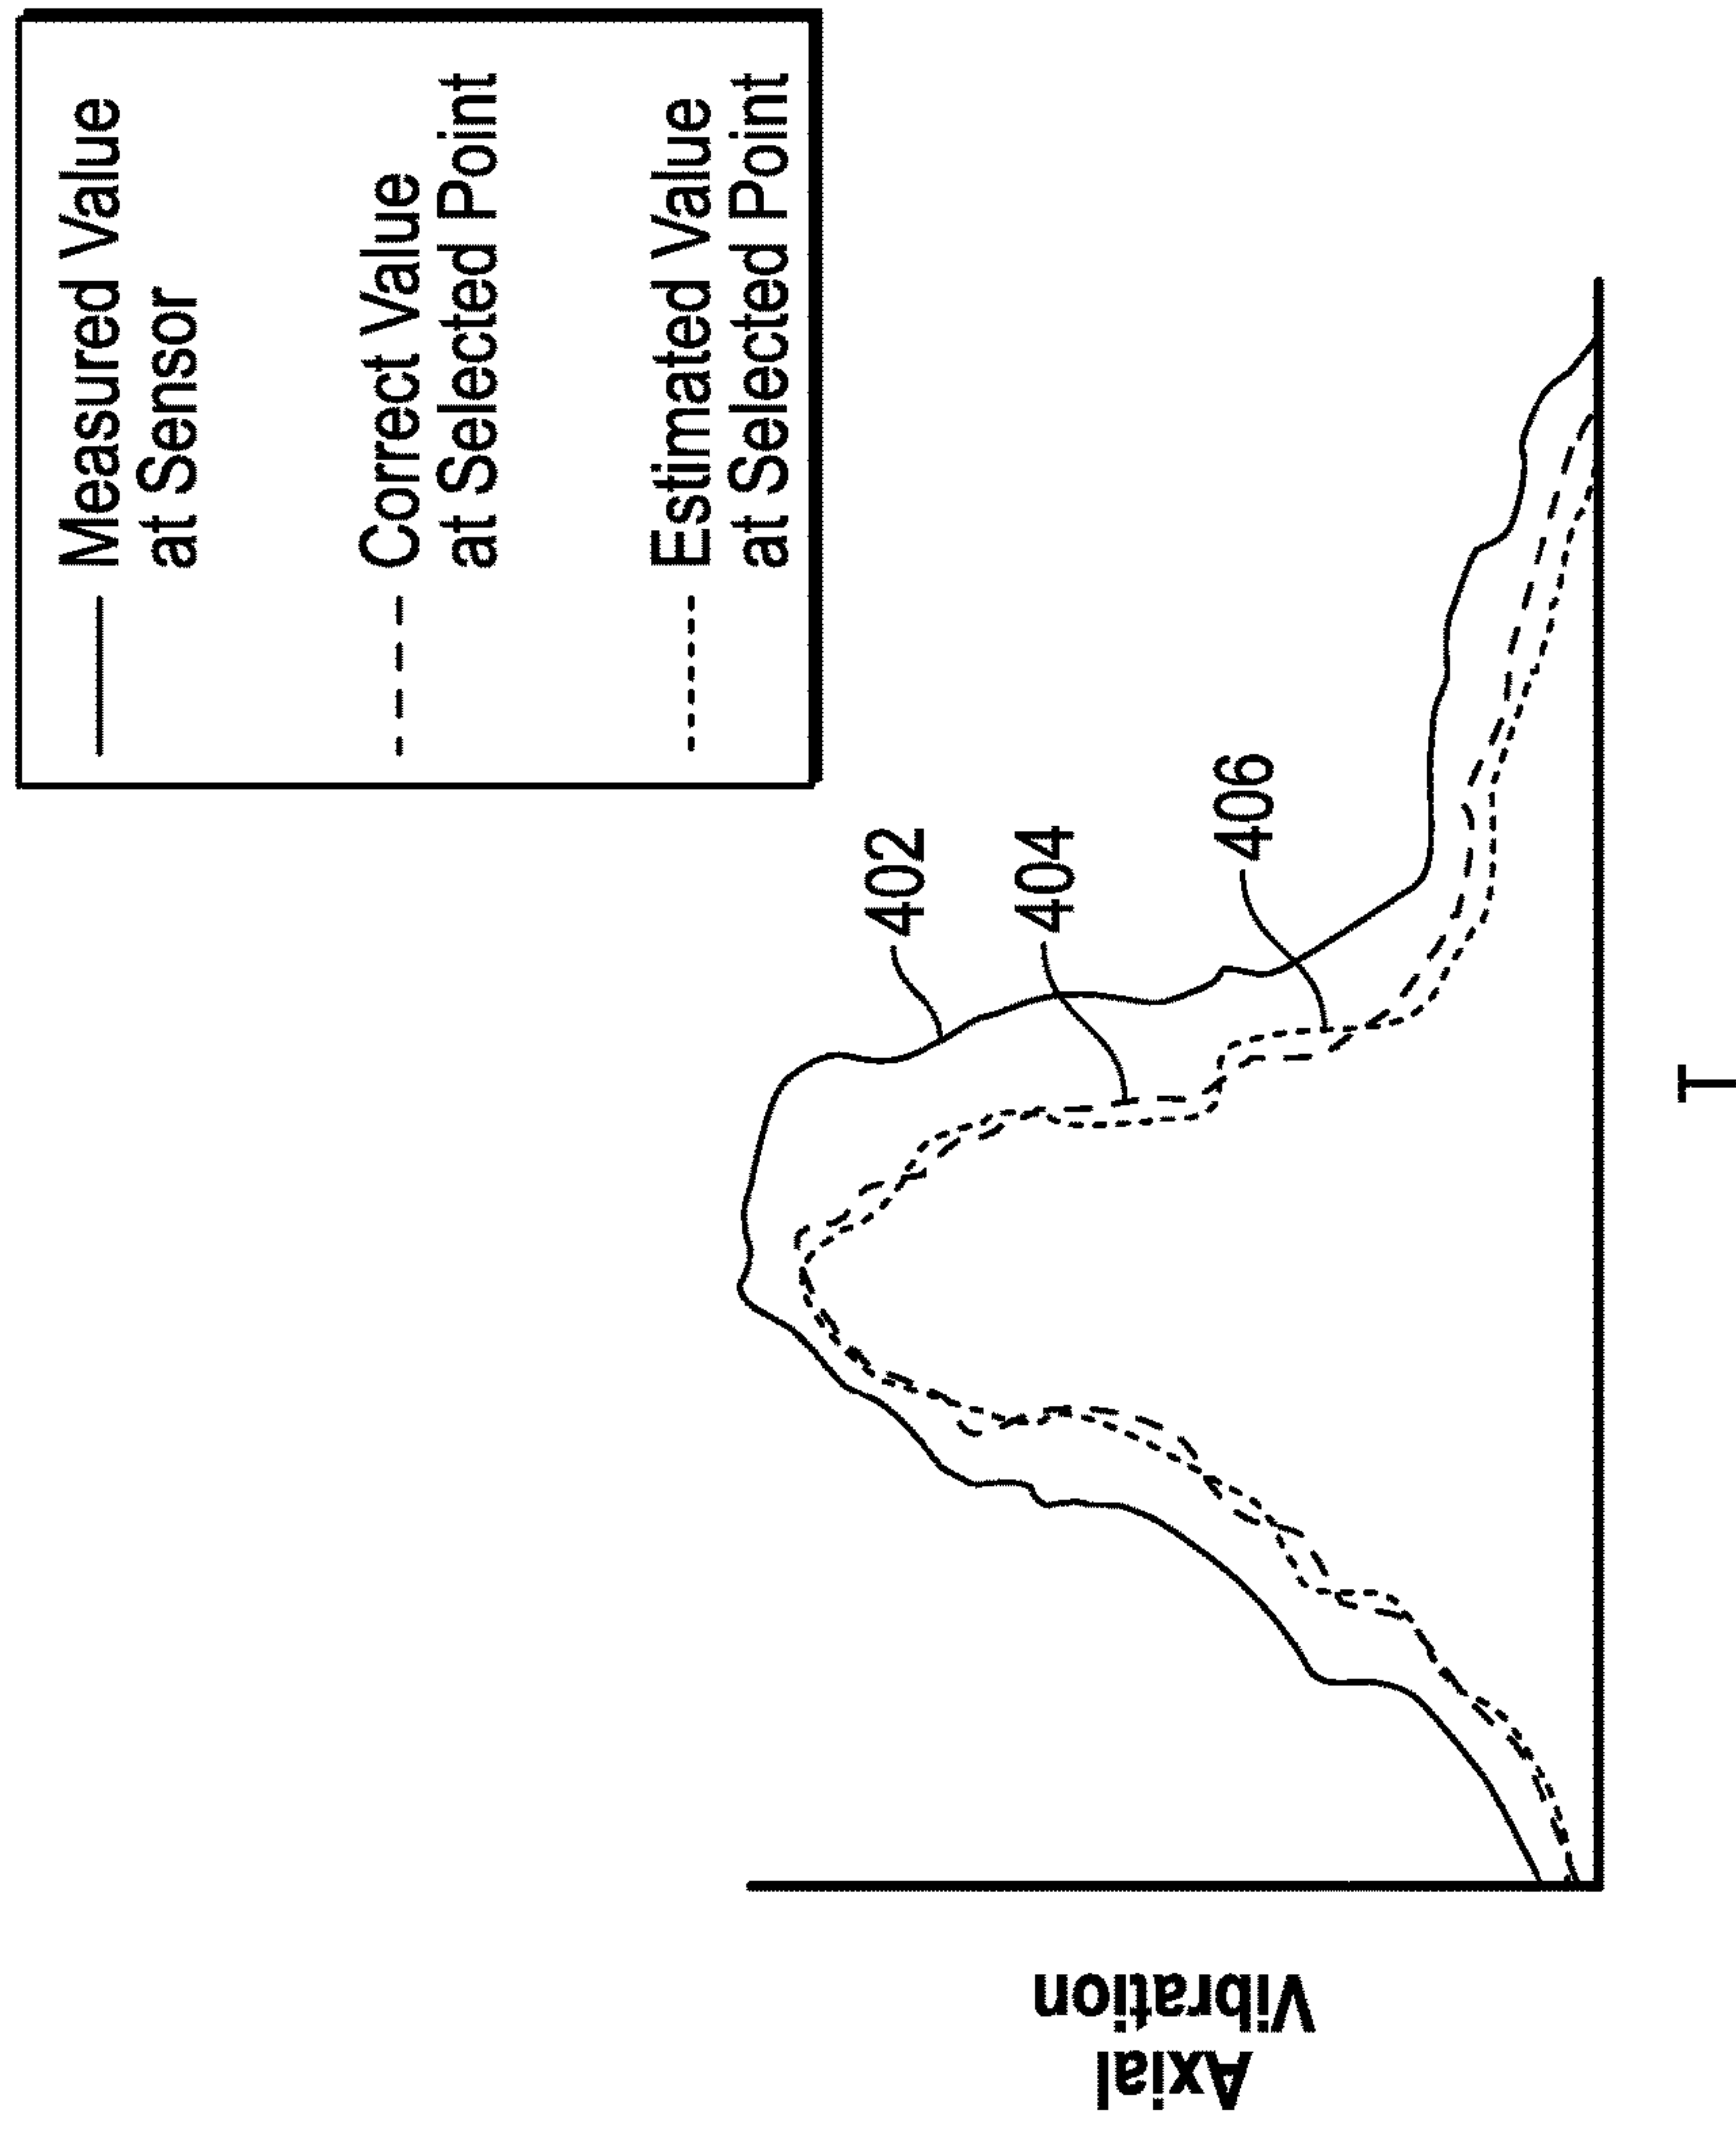 Measured Value
at Sensor
Correct Value
at Selected Point
Estimated Value
at Selected Point
402
404
406
Axial
Vibration